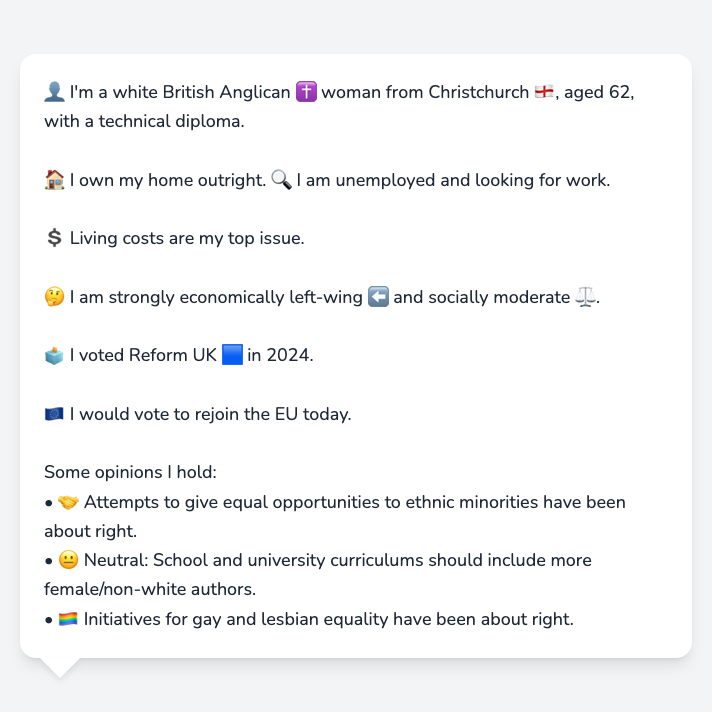 👤 I'm a white British Anglican ✝️ woman from Christchurch 🏴󠁧󠁢󠁥󠁮󠁧󠁿, aged 62,
with a technical diploma.
🏠 I own my home outright. 🔍 I am unemployed and looking for work.
💲 Living costs are my top issue.
🤔 I am strongly economically left-wing ⬅️ and socially moderate ⚖️.
🗳️ I voted Reform UK 🟦 in 2024.
🇪🇺 I would vote to rejoin the EU today.
Some opinions I hold:
• 🤝 Attempts to give equal opportunities to ethnic minorities have been
about right.
• 😐 Neutral: School and university curriculums should include more
female/non-white authors.
• 🏳️‍🌈 Initiatives for gay and lesbian equality have been about right.